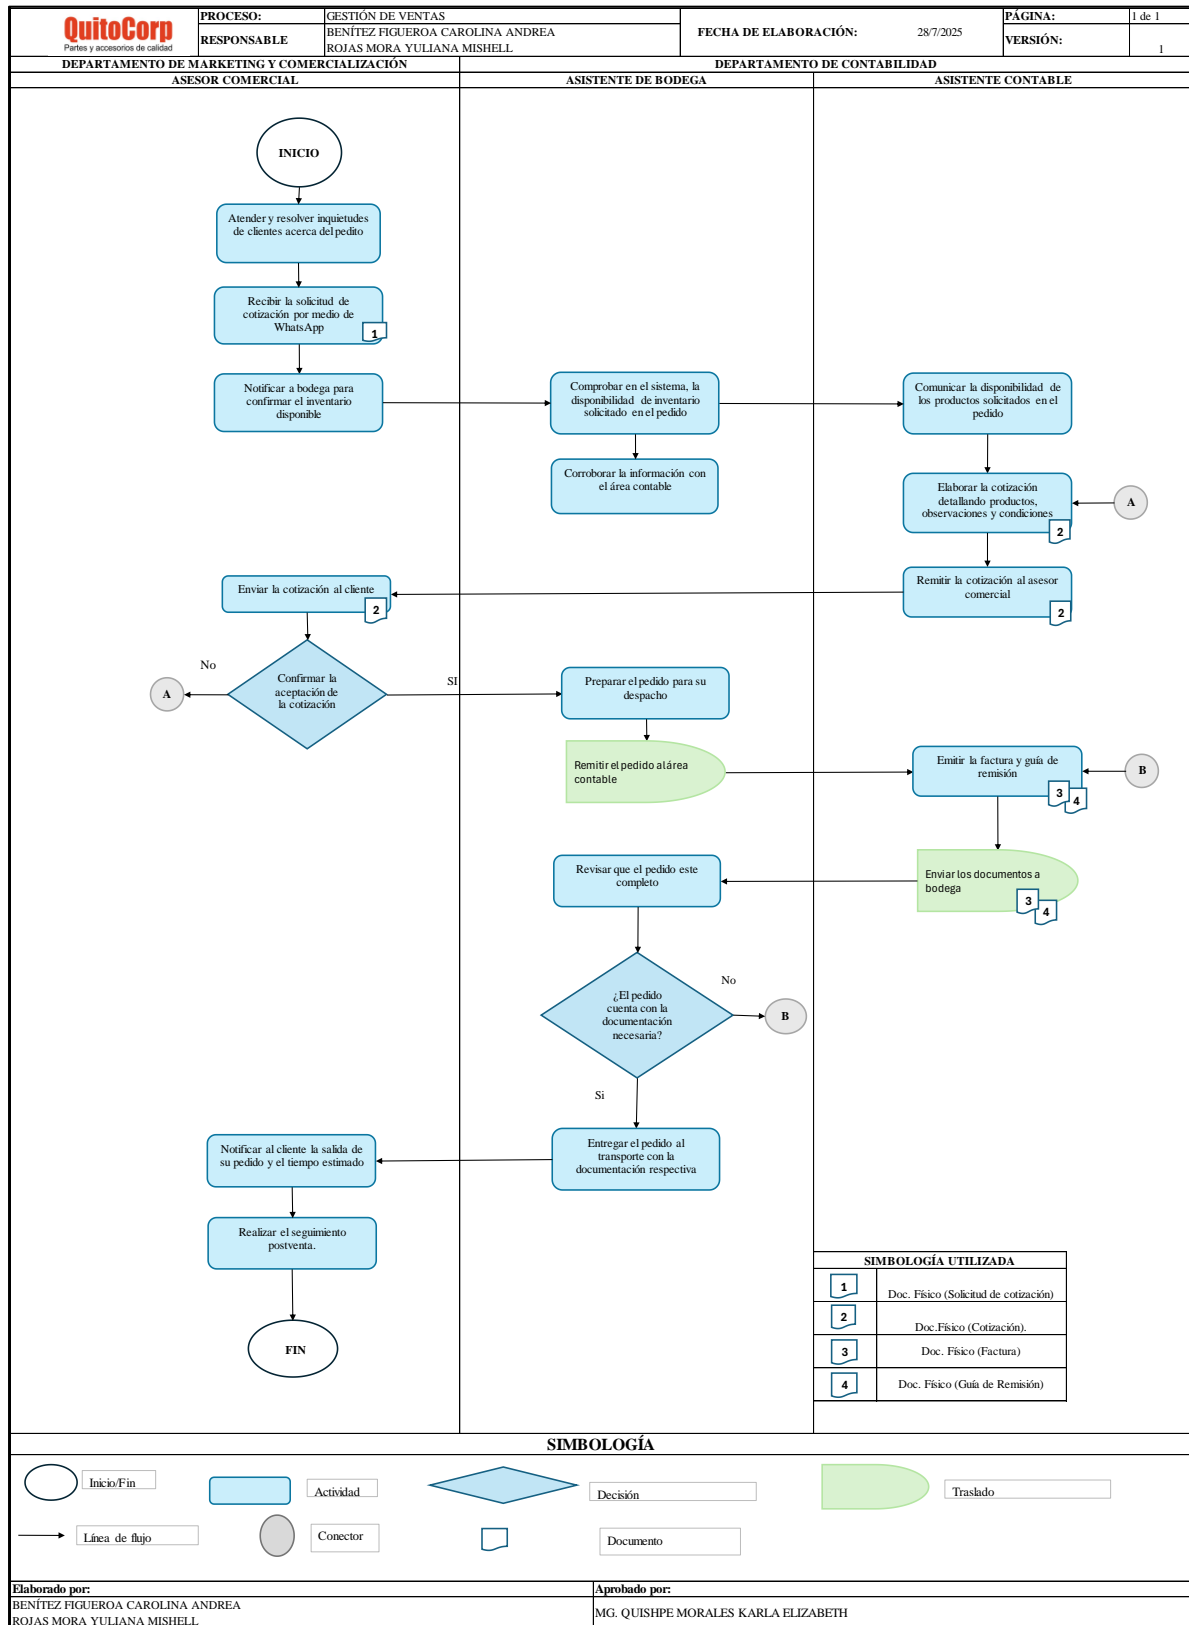 QuitoCorp
Partes y accesorios de calidad
PROCESO:
GESTIÓN DE VENTAS
RESPONSABLE
BENÍTEZ FIGUEROA CAROLINA ANDREA
ROJAS MORA YULIANA MISHELL
FECHA DE ELABORACIÓN:
28/7/2025
PÁGINA:
1 de 1
VERSIÓN:
1
DEPARTAMENTO DE MARKETING Y COMERCIALIZACIÓN
DEPARTAMENTO DE CONTABILIDAD
ASESOR COMERCIAL
ASISTENTE DE BODEGA
ASISTENTE CONTABLE
INICIO
Atender y resolver inquietudes
de clientes acerca del pedito
Recibir la solicitud de
cotización por medio de
WhatsApp
1
Notificar a bodega para
confirmar el inventario
disponible
Comprobar en el sistema, la
disponibilidad de inventario
solicitado en el pedido
Comunicar la disponibilidad de
los productos solicitados en el
pedido
Corroborar la información con
el área contable
Elaborar la cotización
detallando productos,
observaciones y condiciones
2
A
Enviar la cotización al cliente
2
Remitir la cotización al asesor
comercial
2
No
A
Confirmar la
aceptación de
la cotización
SI
Preparar el pedido para su
despacho
Remitir el pedido al área
contable
Emitir la factura y guía de
remisión
3
4
B
Revisar que el pedido este
completo
Enviar los documentos a
bodega
3
4
¿El pedido
cuenta con la
documentación
necesaria?
No
B
Si
Notificar al cliente la salida de
su pedido y el tiempo estimado
Entregar el pedido al
transporte con la
documentación respectiva
Realizar el seguimiento
postventa.
FIN
SIMBOLOGÍA UTILIZADA
1
Doc. Físico (Solicitud de cotización)
2
Doc.Físico (Cotización).
3
Doc. Físico (Factura)
4
Doc. Físico (Guía de Remisión)
SIMBOLOGÍA
Inicio/Fin
Actividad
Decisión
Traslado
Línea de flujo
Conector
Documento
Elaborado por:
BENÍTEZ FIGUEROA CAROLINA ANDREA
ROJAS MORA YULIANA MISHELL
Aprobado por:
MG. QUISHPE MORALES KARLA ELIZABETH